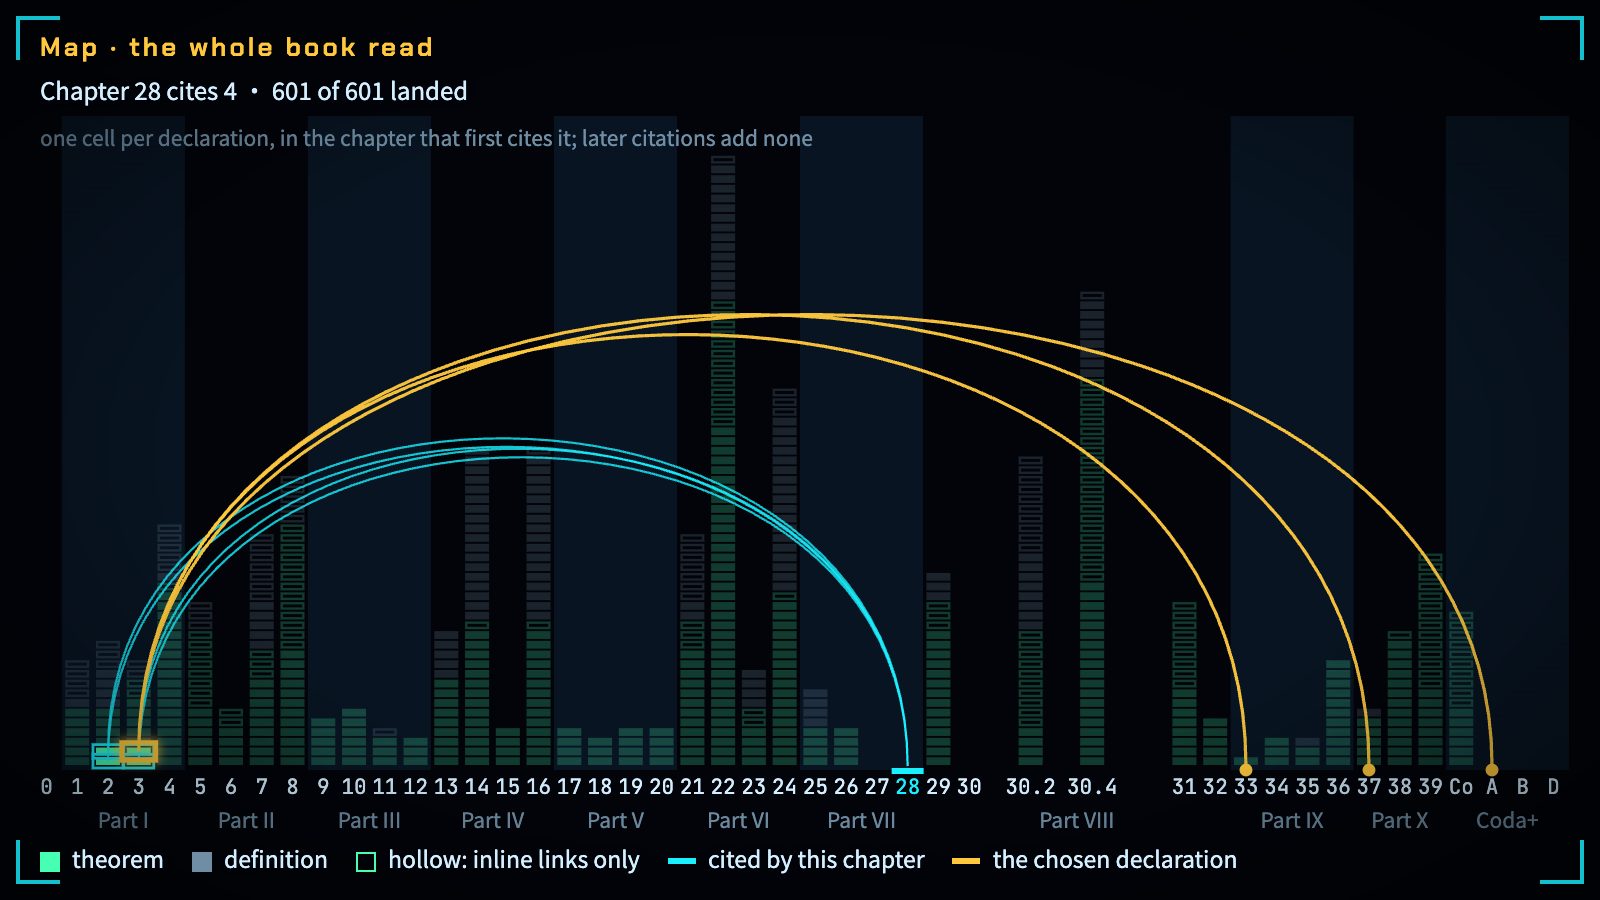 Map · the whole book read
Chapter 28 cites 4 • 601 of 601 landed
one cell per declaration, in the chapter that first cites it; later citations add none
0 1 2 3 4 5 6 7 8 9 10 11 12 13 14 15 16 17 18 19 20 21 22 23 24 25 26 27 28 29 30 30.2 30.4 31 32 33 34 35 36 37 38 39 Co A B D
Part I Part II Part III Part IV Part V Part VI Part VII Part VIII Part IX Part X Coda+
theorem definition hollow: inline links only cited by this chapter the chosen declaration